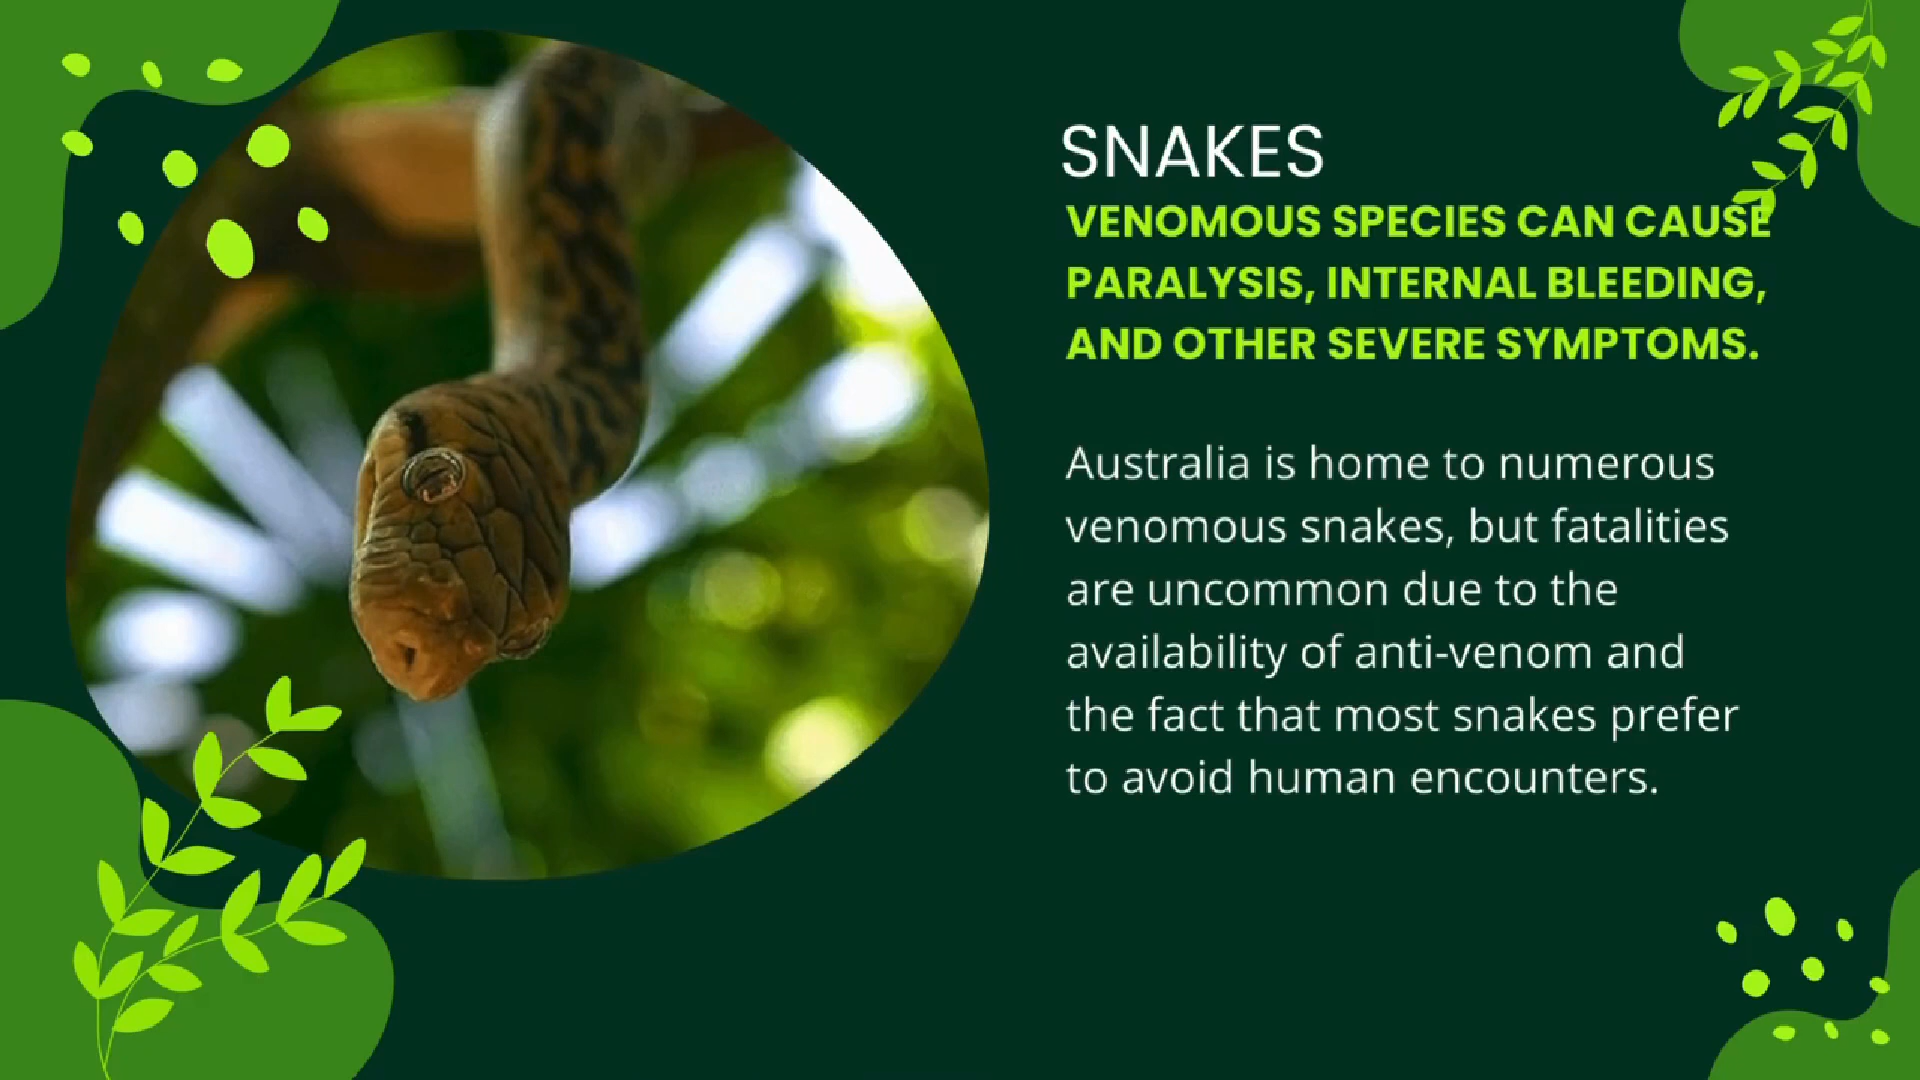 SNAKES
VENOMOUS SPECIES CAN CAUSE
PARALYSIS, INTERNAL BLEEDING,
AND OTHER SEVERE SYMPTOMS.
Australia is home to numerous
venomous snakes, but fatalities
are uncommon due to the
availability of anti-venom and
the fact that most snakes prefer
to avoid human encounters.